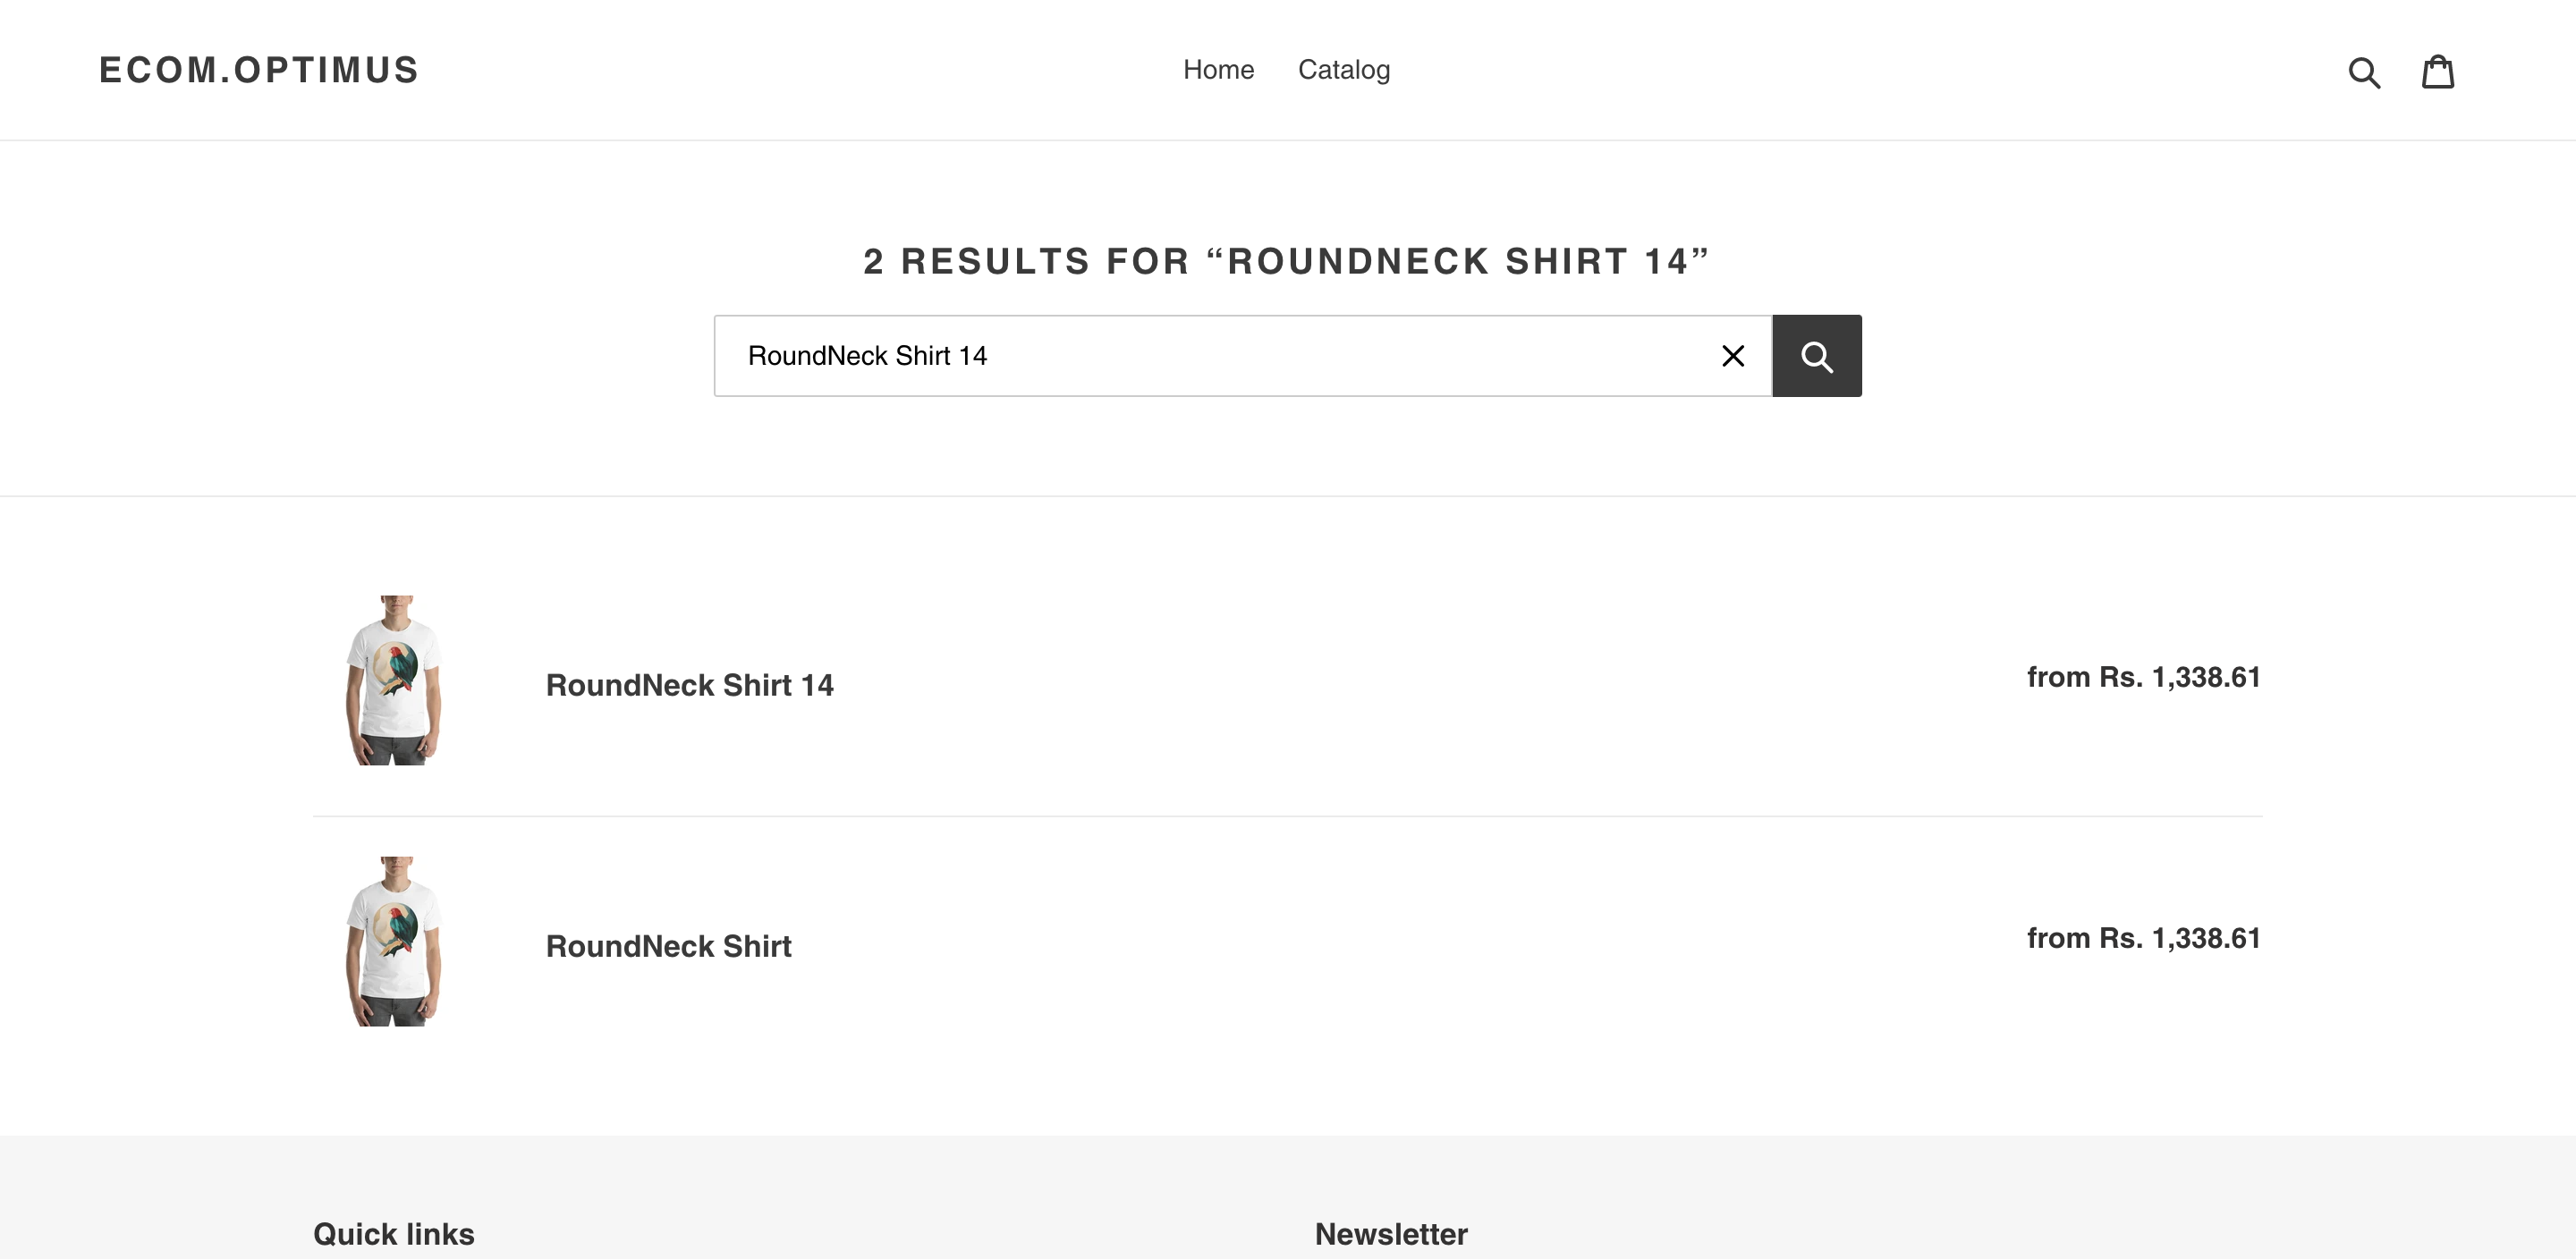 ECOM.OPTIMUS
Home Catalog
2 RESULTS FOR “ROUNDNECK SHIRT 14”
RoundNeck Shirt 14
RoundNeck Shirt 14
from Rs. 1,338.61
RoundNeck Shirt
from Rs. 1,338.61
Quick links
Newsletter